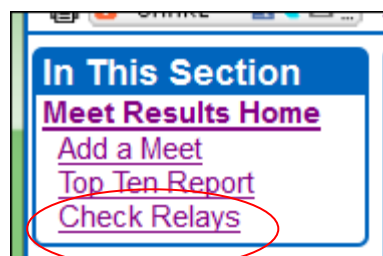 In This Section
Meet Results Home
Add a Meet
Top Ten Report
Check Relays